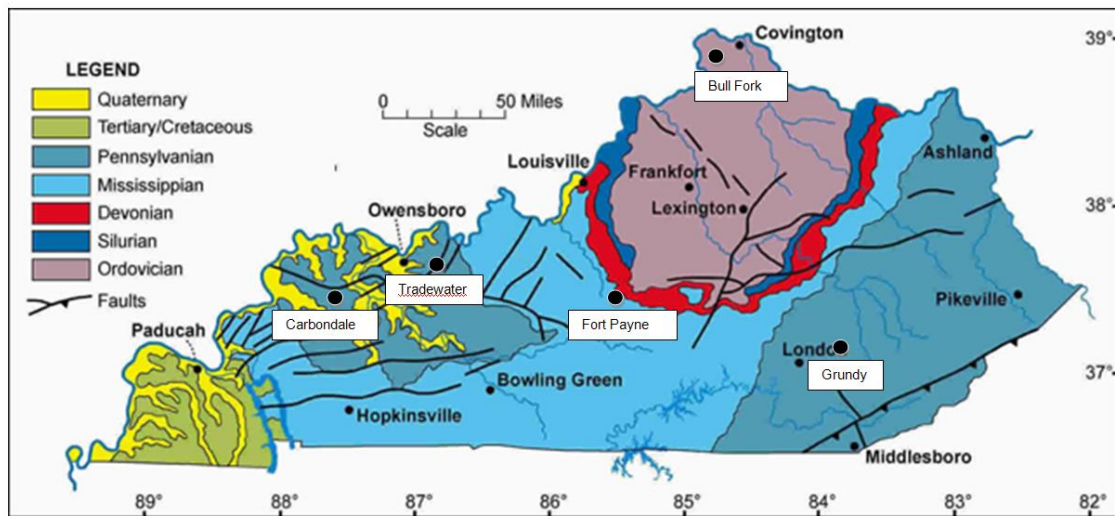 Covington
39°
Bull Fork
LEGEND
Quaternary
Tertiary/Cretaceous
Pennsylvanian
Mississippian
Devonian
Silurian
Ordovician
Faults
0 50 Miles
Scale
Louisville
Frankfort
Lexington
Ashland
38°
Owensboro
Tradewater
Carbondale
Fort Payne
Pikeville
Paducah
London
Grundy
37°
Bowling Green
Hopkinsville
Middlesboro
89° 88° 87° 86° 85° 84° 83° 82°